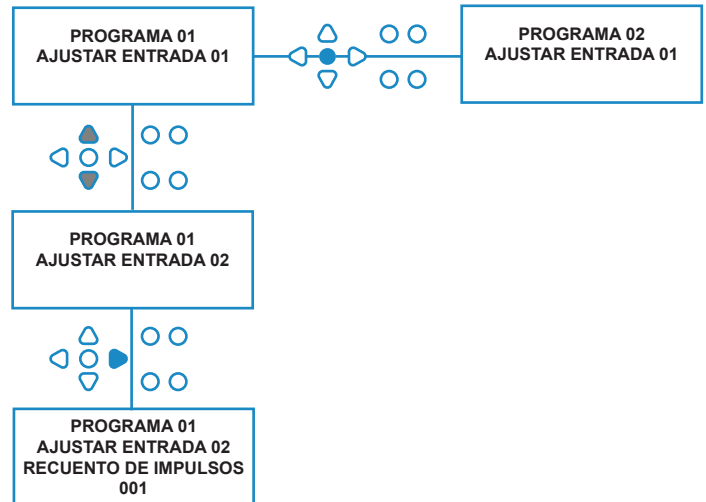 PROGRAMA 01
AJUSTAR ENTRADA 01
PROGRAMA 02
AJUSTAR ENTRADA 01
PROGRAMA 01
AJUSTAR ENTRADA 02
PROGRAMA 01
AJUSTAR ENTRADA 02
RECUENTO DE IMPULSOS
001